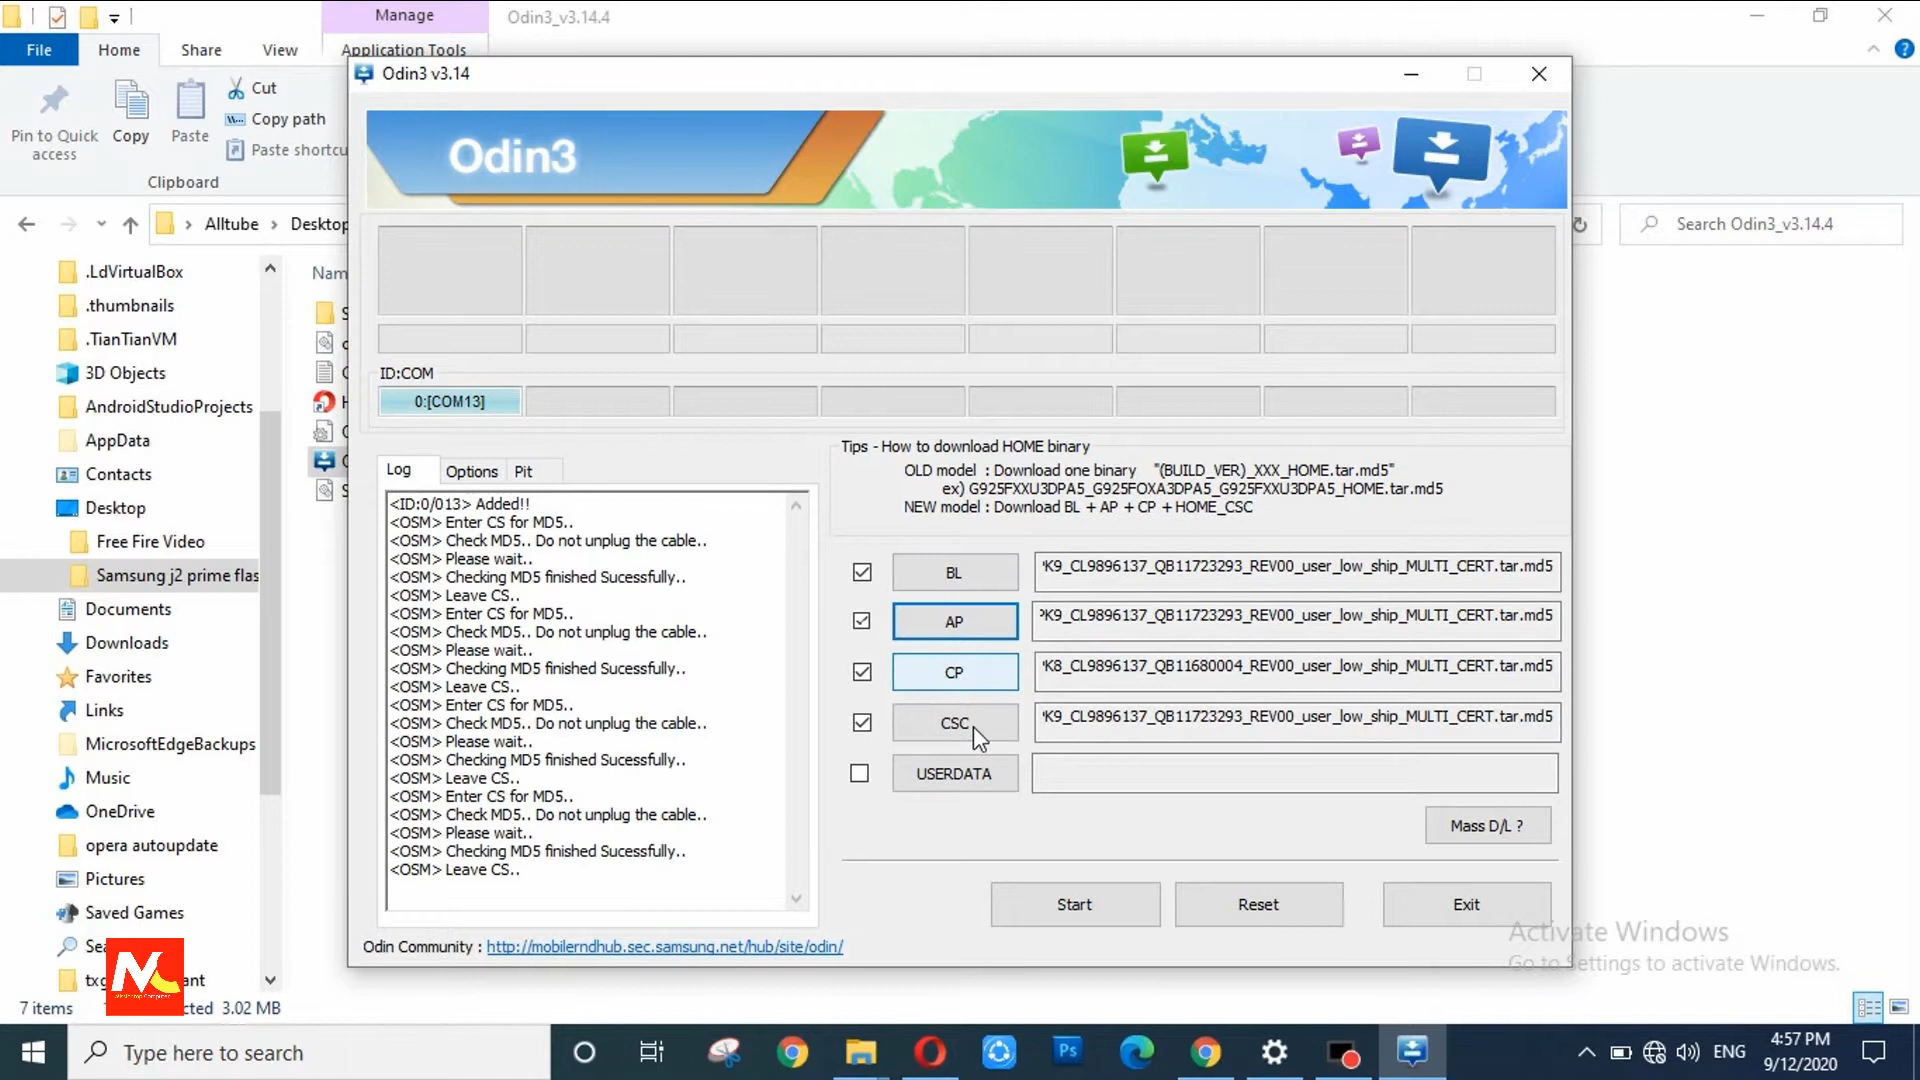 Manage
Odin3_v3.14.4
File
Home
Share
View
Application Tools
Pin to Quick
access
Copy
Paste
Cut
Copy path
Paste shortcu
Clipboard
Alltube
Desktop
Search Odin3_v3.14.4
.LdVirtualBox
.thumbnails
.TianTianVM
3D Objects
AndroidStudioProjects
AppData
Contacts
Desktop
Free Fire Video
Samsung j2 prime flas
Documents
Downloads
Favorites
Links
MicrosoftEdgeBackups
Music
OneDrive
opera autoupdate
Pictures
Saved Games
7 items
3.02 MB
Odin3 v3.14
Odin3
ID:COM
0:[COM13]
Log
Options
Pit
<ID:0/013> Added!!
<OSM> Enter CS for MD5..
<OSM> Check MD5.. Do not unplug the cable..
<OSM> Please wait..
<OSM> Checking MD5 finished Sucessfully..
<OSM> Leave CS..
<OSM> Enter CS for MD5..
<OSM> Check MD5.. Do not unplug the cable..
<OSM> Please wait..
<OSM> Checking MD5 finished Sucessfully..
<OSM> Leave CS..
<OSM> Enter CS for MD5..
<OSM> Check MD5.. Do not unplug the cable..
<OSM> Please wait..
<OSM> Checking MD5 finished Sucessfully..
<OSM> Leave CS..
<OSM> Enter CS for MD5..
<OSM> Check MD5.. Do not unplug the cable..
<OSM> Please wait..
<OSM> Checking MD5 finished Sucessfully..
<OSM> Leave CS..
Tips - How to download HOME binary
OLD model : Download one binary "(BUILD_VER)_XXX_HOME.tar.md5"
ex) G925FXXU3DPA5_G925FOXA3DPA5_G925FXXU3DPA5_HOME.tar.md5
NEW model : Download BL + AP + CP + HOME_CSC
BL
K9_CL9896137_QB11723293_REV00_user_low_ship_MULTI_CERT.tar.md5
AP
K9_CL9896137_QB11723293_REV00_user_low_ship_MULTI_CERT.tar.md5
CP
K8_CL9896137_QB11680004_REV00_user_low_ship_MULTI_CERT.tar.md5
CSC
K9_CL9896137_QB11723293_REV00_user_low_ship_MULTI_CERT.tar.md5
USERDATA
Mass D/L ?
Start
Reset
Exit
Odin Community : http://mobilerndhub.sec.samsung.net/hub/site/odin/
Activate Windows
Go to Settings to activate Windows.
Type here to search
Ps
ENG
4:57 PM
9/12/2020